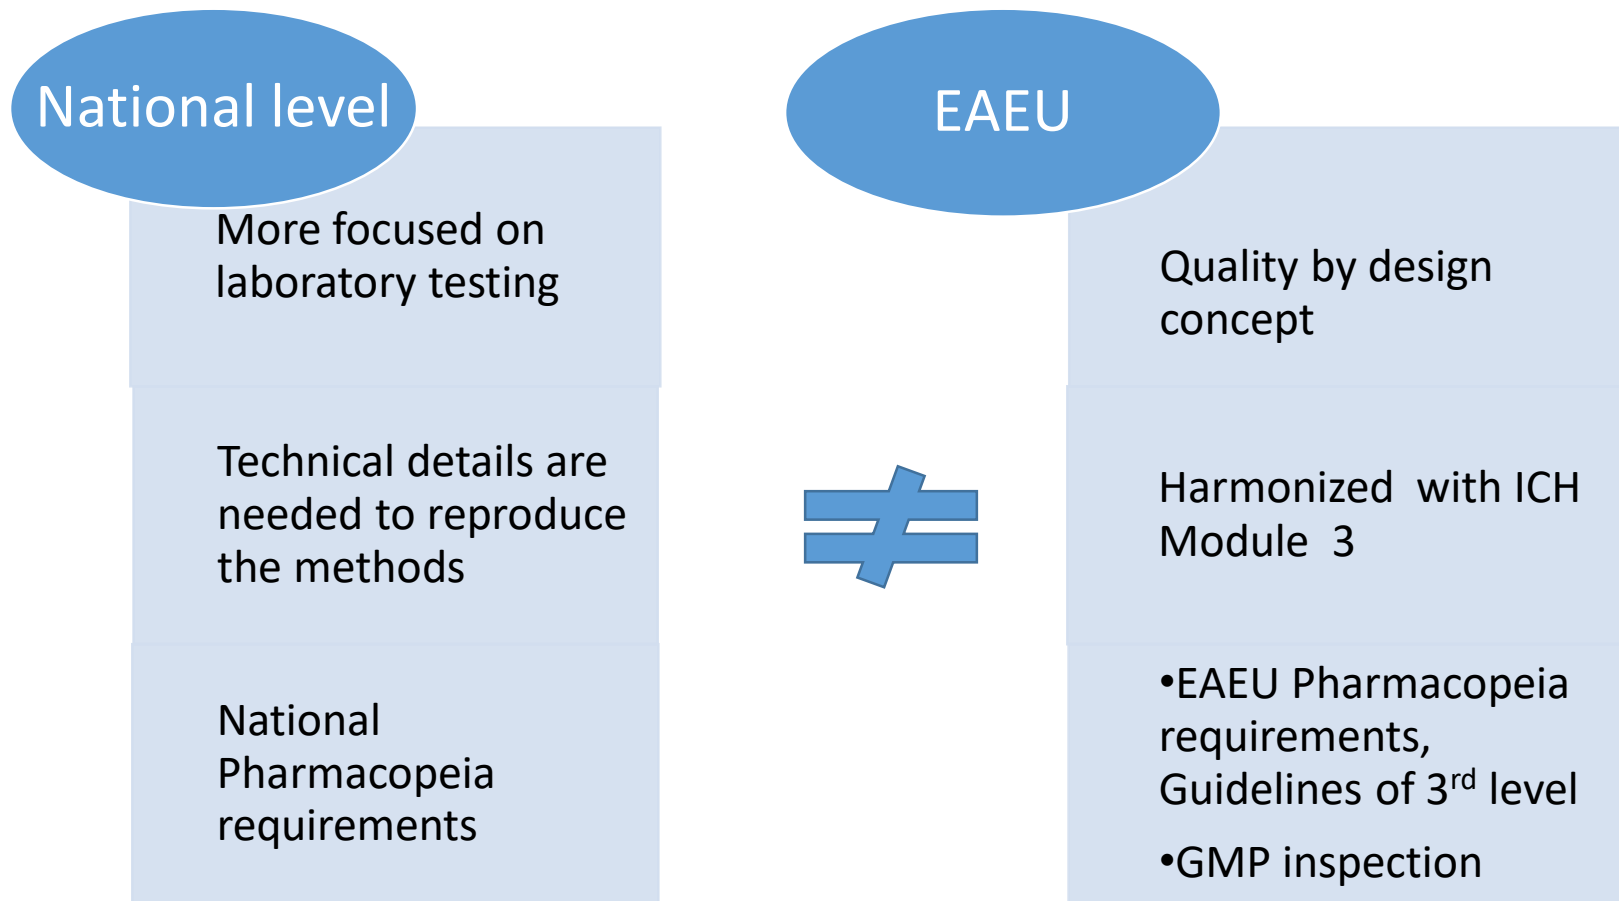 National level
More focused on
laboratory testing
Technical details are
needed to reproduce
the methods
National
Pharmacopeia
requirements
EAEU
Quality by design
concept
Harmonized  with ICH
Module  3
•EAEU Pharmacopeia
requirements,
Guidelines of 3rd level
•GMP inspection